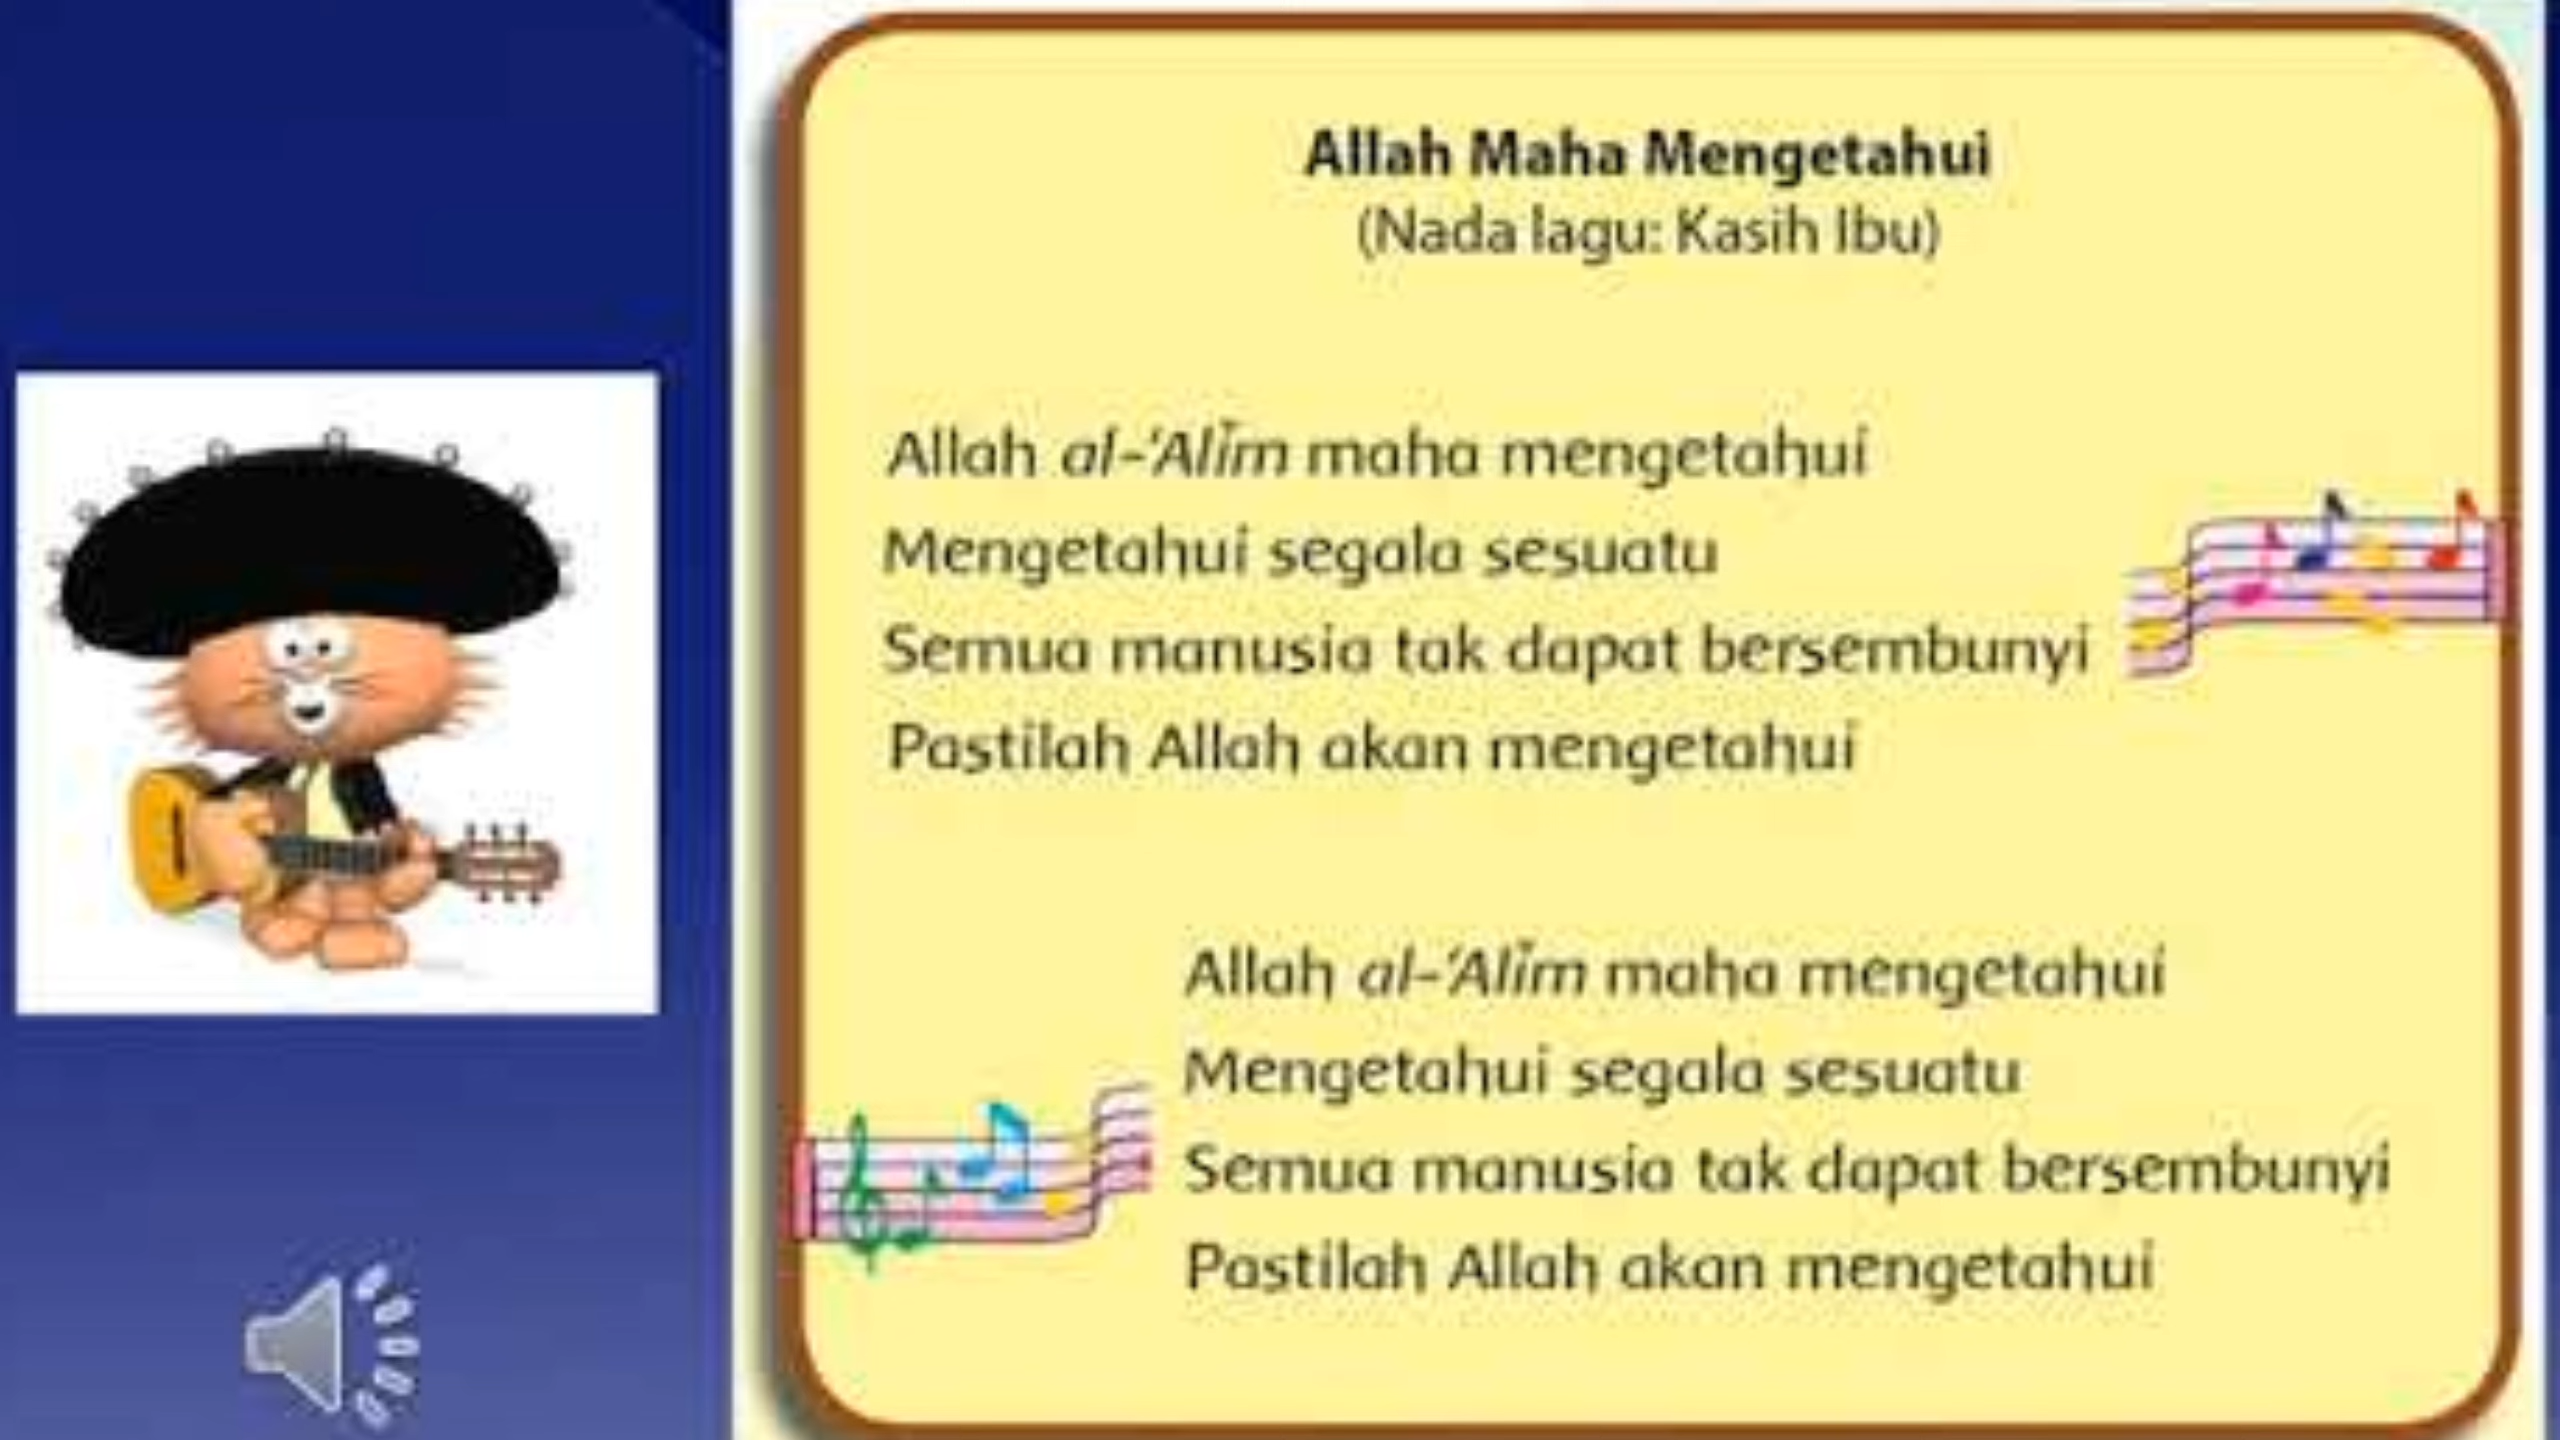 Allah Maha Mengetahui
(Nada lagu: Kasih Ibu)
Allah al-‘Alīm maha mengetahui
Mengetahui segala sesuatu
Semua manusia tak dapat bersembunyi
Pastilah Allah akan mengetahui
Allah al-‘Alīm maha mengetahui
Mengetahui segala sesuatu
Semua manusia tak dapat bersembunyi
Pastilah Allah akan mengetahui